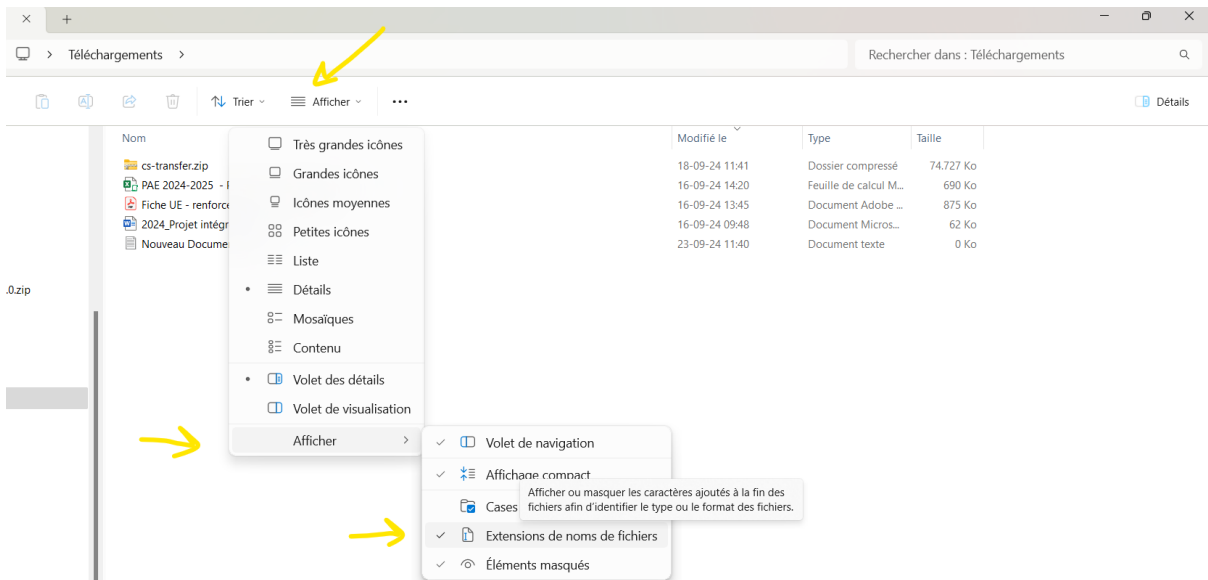 Téléchargements
Rechercher dans : Téléchargements
Trier
Afficher
Détails
Nom
Modifié le
Type
Taille
cs-transfer.zip
18-09-24 11:41
Dossier compressé
74.727 Ko
PAE 2024-2025 -
16-09-24 14:20
Feuille de calcul M...
690 Ko
Fiche UE - renforce
16-09-24 13:45
Document Adobe ...
875 Ko
2024_Projet intégr
16-09-24 09:48
Document Micros...
62 Ko
Nouveau Docume
23-09-24 11:40
Document texte
0 Ko
.0.zip
Très grandes icônes
Grandes icônes
Icônes moyennes
Petites icônes
Liste
Détails
Mosaïques
Contenu
Volet des détails
Volet de visualisation
Afficher
Volet de navigation
Affichage compact
Cases
Afficher ou masquer les caractères ajoutés à la fin des
fichiers afin d'identifier le type ou le format des fichiers.
Extensions de noms de fichiers
Éléments masqués